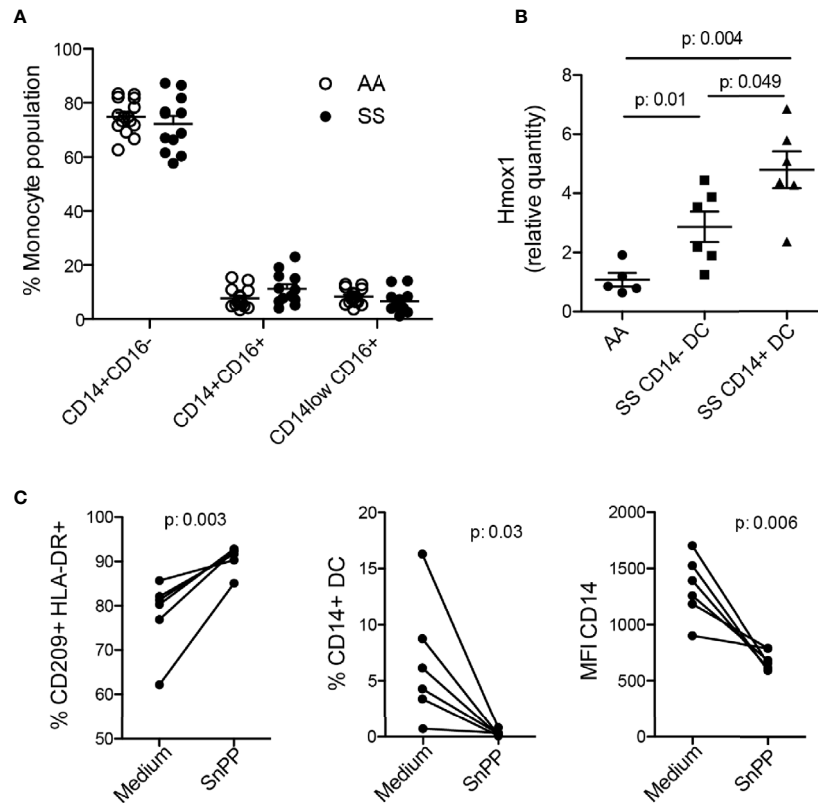 A
% Monocyte population
100
80
60
40
20
0
AA
SS
CD14+CD16-
CD14+CD16+
CD14low CD16+
B
Hmox1
(relative quantity)
8
6
4
2
0
p: 0.004
p: 0.01
p: 0.049
AA
SS CD14- DC
SS CD14+ DC
C
% CD209+ HLA-DR+
100
90
80
70
60
50
p: 0.003
Medium
SnPP
% CD14+ DC
20
15
10
5
0
p: 0.03
Medium
SnPP
MFI CD14
2000
1500
1000
500
0
p: 0.006
Medium
SnPP